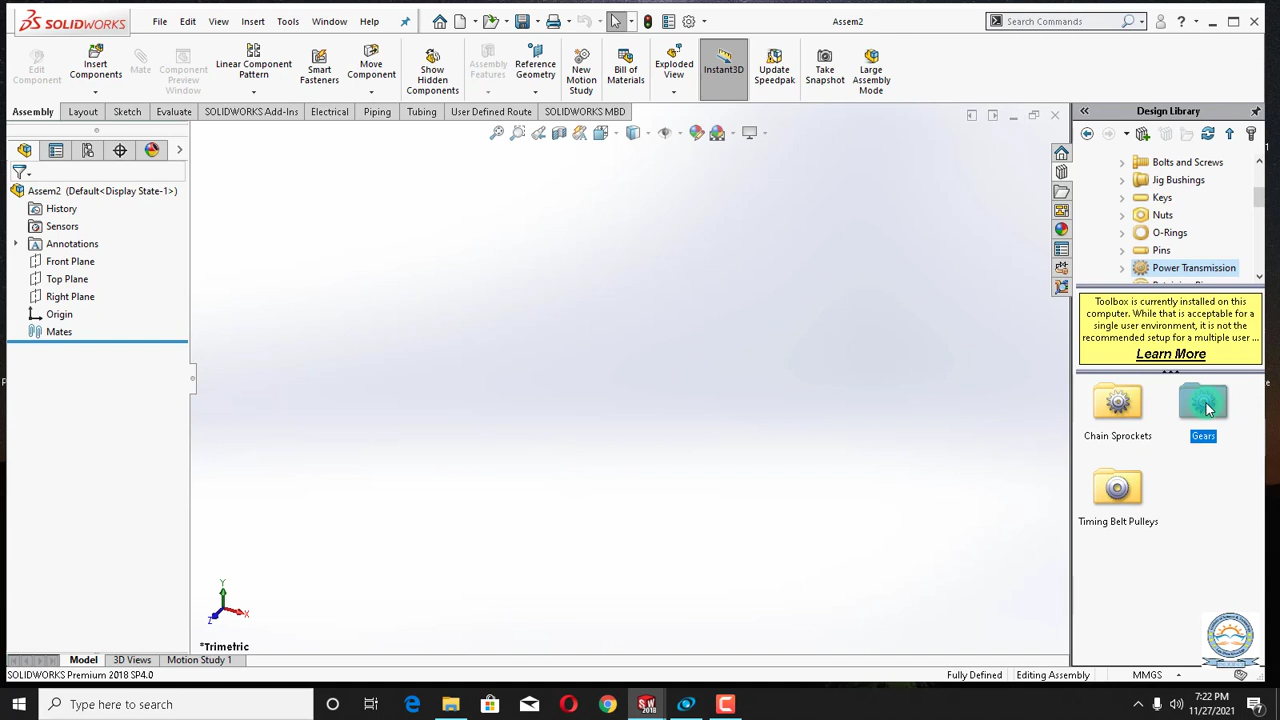 SOLIDWORKS
File Edit View Insert Tools Window Help
Assem2
Search Commands
Edit Component
Insert Components
Mate
Component Preview Window
Linear Component Pattern
Smart Fasteners
Move Component
Show Hidden Components
Assembly Features
Reference Geometry
New Motion Study
Bill of Materials
Exploded View
Instant3D
Update Speedpak
Take Snapshot
Large Assembly Mode
Assembly Layout Sketch Evaluate SOLIDWORKS Add-Ins Electrical Piping Tubing User Defined Route SOLIDWORKS MBD
Assem2 (Default<Display State-1>)
History
Sensors
Annotations
Front Plane
Top Plane
Right Plane
Origin
Mates
Y
X
Z
*Trimetric
Design Library
Bolts and Screws
Jig Bushings
Keys
Nuts
O-Rings
Pins
Power Transmission
Toolbox is currently installed on this
computer. While that is acceptable for a
single user environment, it is not the
recommended setup for a multiple user ...
Learn More
Chain Sprockets
Gears
Timing Belt Pulleys
Model 3D Views Motion Study 1
SOLIDWORKS Premium 2018 SP4.0
Fully Defined Editing Assembly MMGS
Type here to search
7:22 PM
11/27/2021